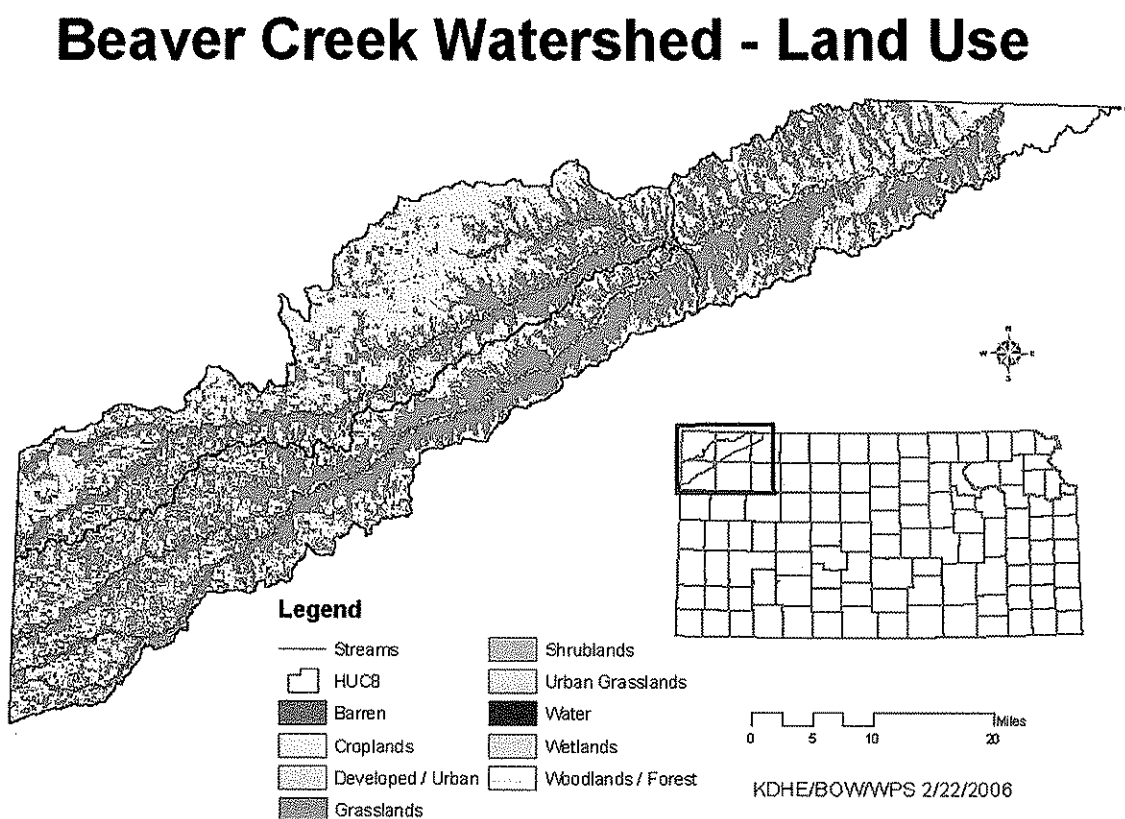 Beaver Creek Watershed - Land Use
N
W
E
S
Legend
Streams
HUC8
Barren
Croplands
Developed / Urban
Grasslands
Shrublands
Urban Grasslands
Water
Wetlands
Woodlands / Forest
Miles
0 5 10 20
KDHE/BOW/WPS 2/22/2006